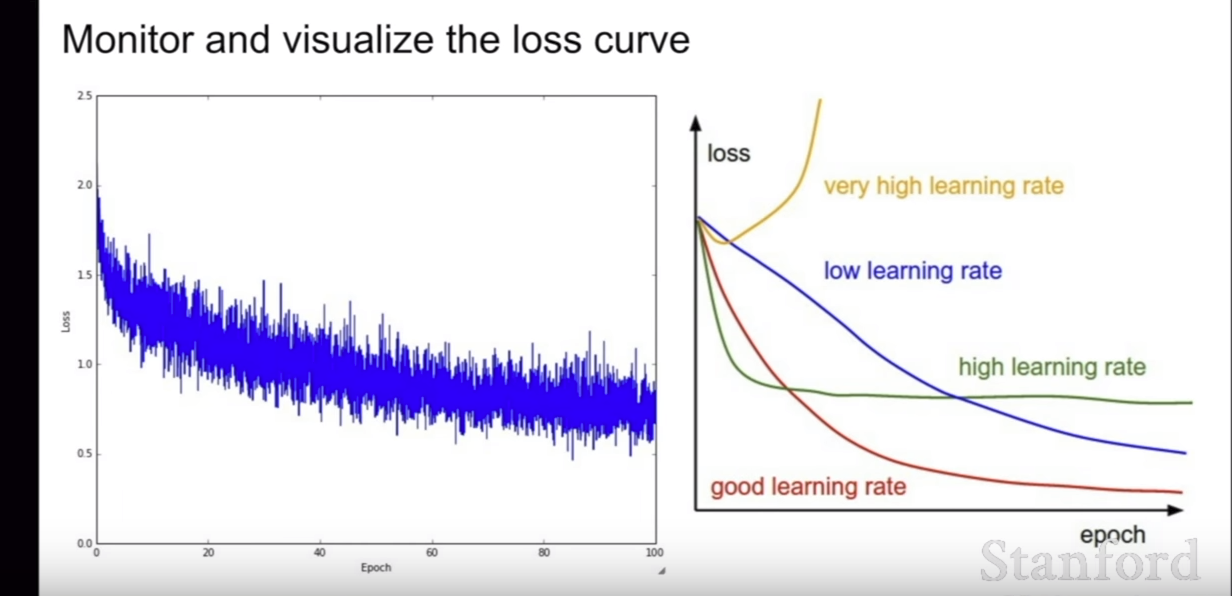 Monitor and visualize the loss curve
2.5
2.0
1.5
1.0
0.5
0.0
Loss
0
20
40
60
80
100
Epoch
loss
very high learning rate
low learning rate
high learning rate
good learning rate
epoch
Stanford